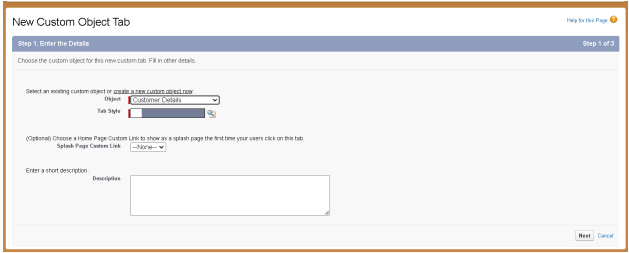 New Custom Object Tab
Help for this Page ?
Step 1. Enter the Details
Step 1 of 3
Choose the custom object for this new custom tab. Fill in other details.
Select an existing custom object or create a new custom object now.
Object Customer Details
Tab Style
(Optional) Choose a Home Page Custom Link to show as a splash page the first time your users click on this tab.
Splash Page Custom Link --None--
Enter a short description.
Description
Next Cancel